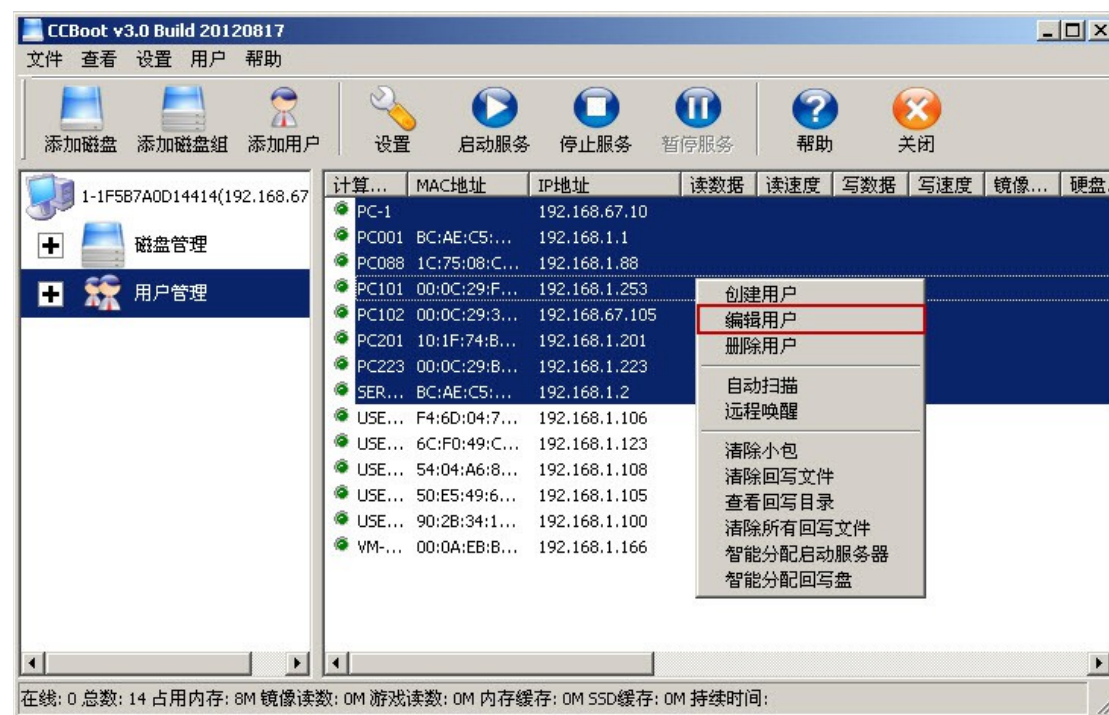 CCBoot v3.0 Build 20120817
文件 查看 设置 用户 帮助
添加磁盘 添加磁盘组 添加用户 设置 启动服务 停止服务 暂停服务 帮助 关闭
1-1F5B7A0D14414(192.168.67
磁盘管理
用户管理
计算... MAC地址 IP地址 读数据 读速度 写数据 写速度 镜像... 硬盘
PC-1 192.168.67.10
PC001 BC:AE:C5:... 192.168.1.1
PC088 1C:75:08:C... 192.168.1.88
PC101 00:0C:29:F... 192.168.1.253
PC102 00:0C:29:3... 192.168.67.105
PC201 10:1F:74:B... 192.168.1.201
PC223 00:0C:29:B... 192.168.1.223
SER... BC:AE:C5:... 192.168.1.2
USE... F4:6D:04:7... 192.168.1.106
USE... 6C:F0:49:C... 192.168.1.123
USE... 54:04:A6:8... 192.168.1.108
USE... 50:E5:49:6... 192.168.1.105
USE... 90:2B:34:1... 192.168.1.100
VM-... 00:0A:EB:B... 192.168.1.166
创建用户
编辑用户
删除用户
自动扫描
远程唤醒
清除小包
清除回写文件
查看回写目录
清除所有回写文件
智能分配启动服务器
智能分配回写盘
在线: 0 总数: 14 占用内存: 8M 镜像读数: 0M 游戏读数: 0M 内存缓存: 0M SSD缓存: 0M 持续时间: